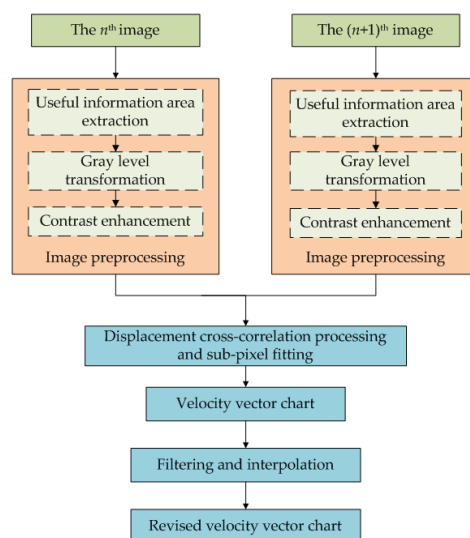 The nth image
The (n+1)th image
Useful information area
extraction
Gray level
transformation
Contrast enhancement
Image preprocessing
Useful information area
extraction
Gray level
transformation
Contrast enhancement
Image preprocessing
Displacement cross-correlation processing
and sub-pixel fitting
Velocity vector chart
Filtering and interpolation
Revised velocity vector chart